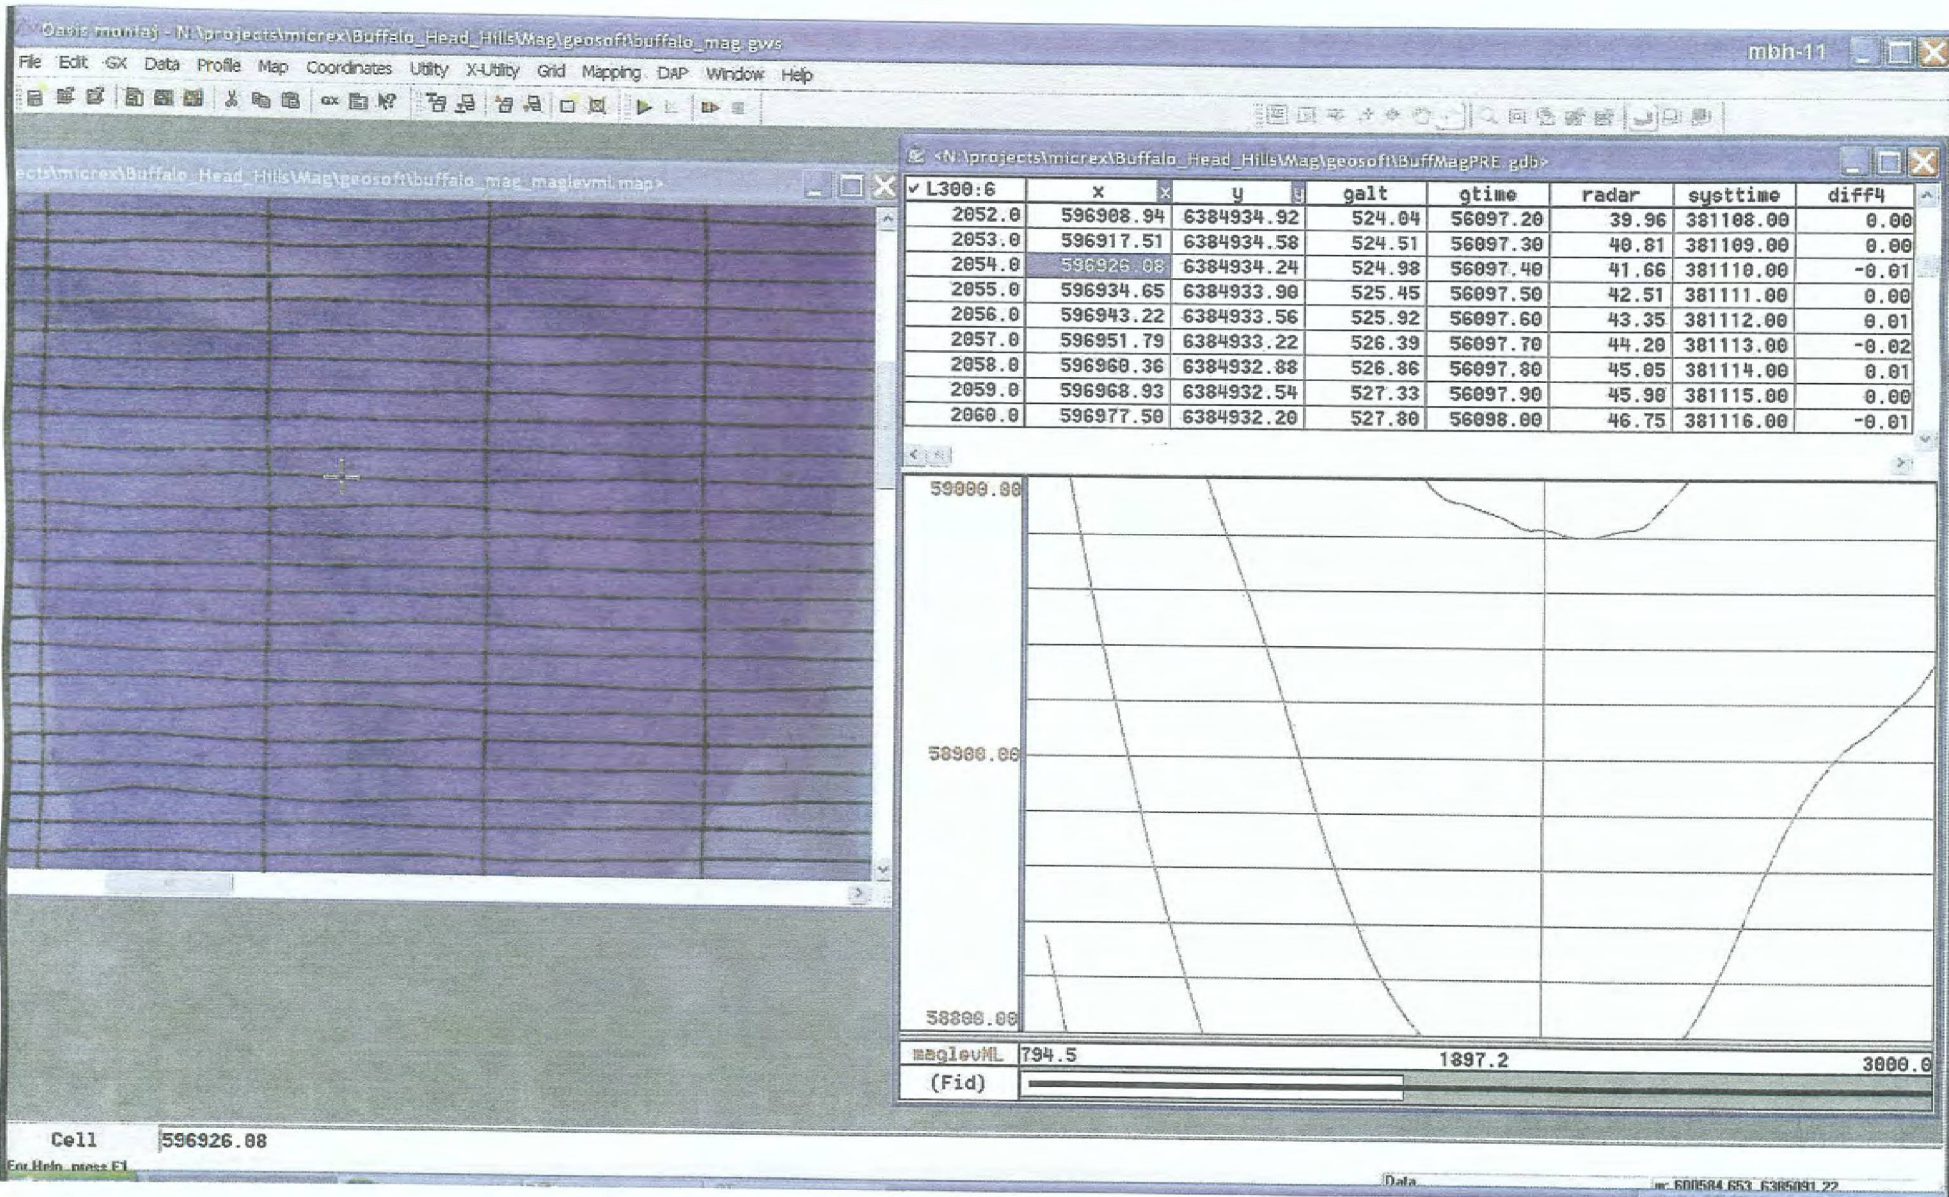 Oasis montaj - N:\projects\micrex\Buffalo_Head_Hills\Mag\geosoft\buffalo_mag.gws
mbh-11
File Edit GX Data Profile Map Coordinates Utility X-Utility Grid Mapping DAP Window Help
GX
ects\micrex\Buffalo_Head_Hills\Mag\geosoft\buffalo_mag_maglevml.map>
<N:\projects\micrex\Buffalo_Head_Hills\Mag\geosoft\BuffMagPRE.gdb>
✓ L300:6 x x y y galt gtime radar systtime diff4
2052.0 596908.94 6384934.92 524.04 56097.20 39.96 381108.00 0.00
2053.0 596917.51 6384934.58 524.51 56097.30 40.81 381109.00 0.00
2054.0 596926.08 6384934.24 524.98 56097.40 41.66 381110.00 -0.01
2055.0 596934.65 6384933.90 525.45 56097.50 42.51 381111.00 0.00
2056.0 596943.22 6384933.56 525.92 56097.60 43.35 381112.00 0.01
2057.0 596951.79 6384933.22 526.39 56097.70 44.20 381113.00 -0.02
2058.0 596960.36 6384932.88 526.86 56097.80 45.05 381114.00 0.01
2059.0 596968.93 6384932.54 527.33 56097.90 45.90 381115.00 0.00
2060.0 596977.50 6384932.20 527.80 56098.00 46.75 381116.00 -0.01
59000.00
58900.00
58800.00
maglevML 794.5 1897.2 3000.0
(Fid)
Cell 596926.08
For Help, press F1
Data
m: 600584.653, 6385091.22